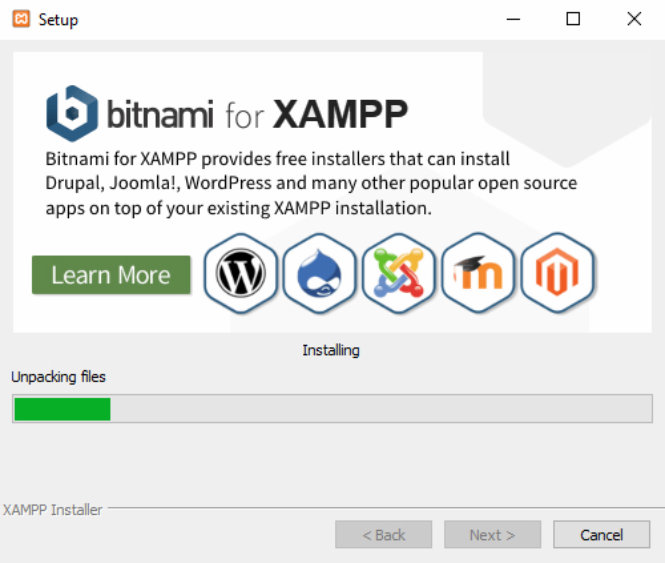 Setup
bitnami for XAMPP
Bitnami for XAMPP provides free installers that can install
Drupal, Joomla!, WordPress and many other popular open source
apps on top of your existing XAMPP installation.
Learn More
Installing
Unpacking files
XAMPP Installer
< Back
Next >
Cancel